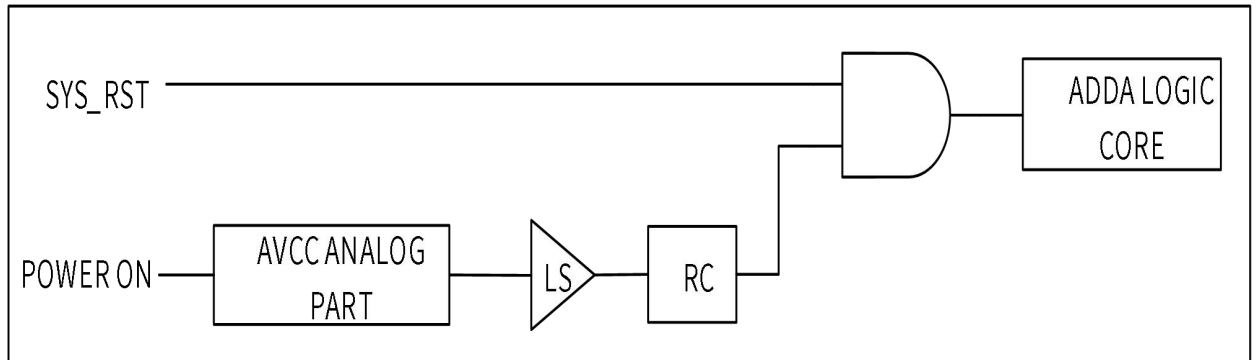 SYS_RST
ADDA LOGIC
CORE
POWER ON
AVCC ANALOG
PART
LS
RC